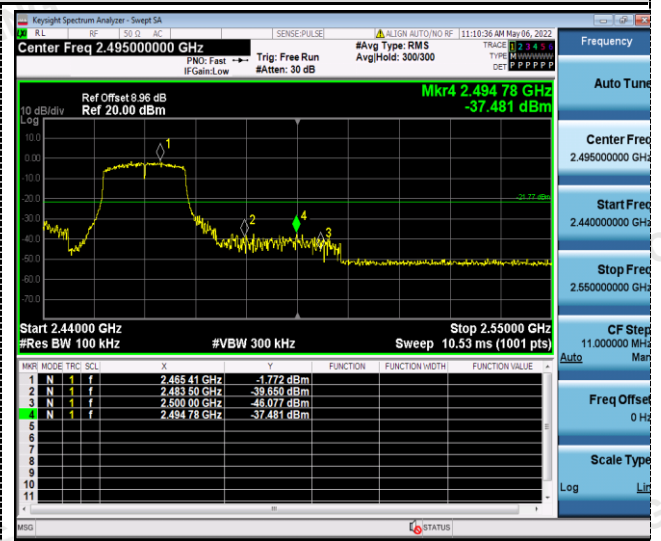 Keysight Spectrum Analyzer - Swept SA
RL RF 50 Ω AC SENSE:PULSE ALIGN AUTO/NO RF 11:10:36 AM May 06, 2022
Center Freq 2.495000000 GHz
PNO: Fast
IFGain:Low
Trig: Free Run
#Atten: 30 dB
#Avg Type: RMS
Avg|Hold: 300/300
TRACE 1 2 3 4 5 6
TYPE M W W W W W
DET P P P P P P
Ref Offset 8.96 dB
10 dB/div Ref 20.00 dBm
Log
Mkr4 2.494 78 GHz
-37.481 dBm
10.0
0.00
-10.0
-20.0
-30.0
-40.0
-50.0
-60.0
-70.0
1
2
4
3
-21.77 dBm
Start 2.44000 GHz Stop 2.55000 GHz
#Res BW 100 kHz #VBW 300 kHz Sweep 10.53 ms (1001 pts)
MKR MODE TRC SCL X Y FUNCTION FUNCTION WIDTH FUNCTION VALUE
1 N 1 f 2.465 41 GHz -1.772 dBm
2 N 1 f 2.483 50 GHz -39.650 dBm
3 N 1 f 2.500 00 GHz -46.077 dBm
4 N 1 f 2.494 78 GHz -37.481 dBm
5
6
7
8
9
10
11
MSG STATUS
Frequency
Auto Tune
Center Freq
2.495000000 GHz
Start Freq
2.440000000 GHz
Stop Freq
2.550000000 GHz
CF Step
11.000000 MHz
Auto Man
Freq Offset
0 Hz
Scale Type
Log Lin